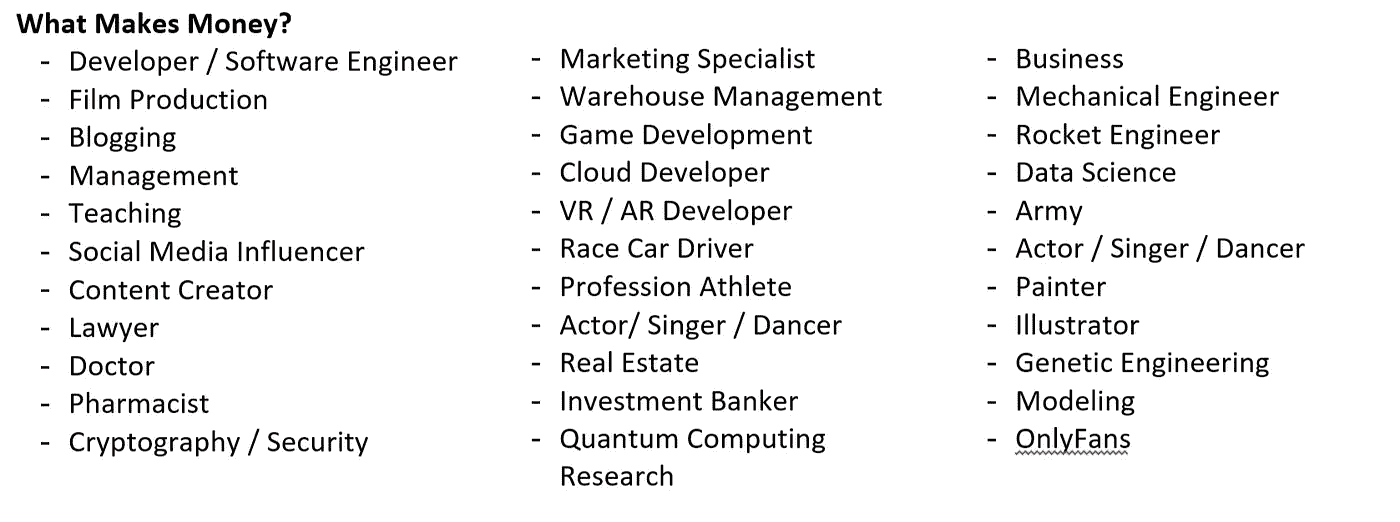 What Makes Money?
- Developer / Software Engineer
- Film Production
- Blogging
- Management
- Teaching
- Social Media Influencer
- Content Creator
- Lawyer
- Doctor
- Pharmacist
- Cryptography / Security
- Marketing Specialist
- Warehouse Management
- Game Development
- Cloud Developer
- VR / AR Developer
- Race Car Driver
- Profession Athlete
- Actor/ Singer / Dancer
- Real Estate
- Investment Banker
- Quantum Computing
Research
- Business
- Mechanical Engineer
- Rocket Engineer
- Data Science
- Army
- Actor / Singer / Dancer
- Painter
- Illustrator
- Genetic Engineering
- Modeling
- OnlyFans